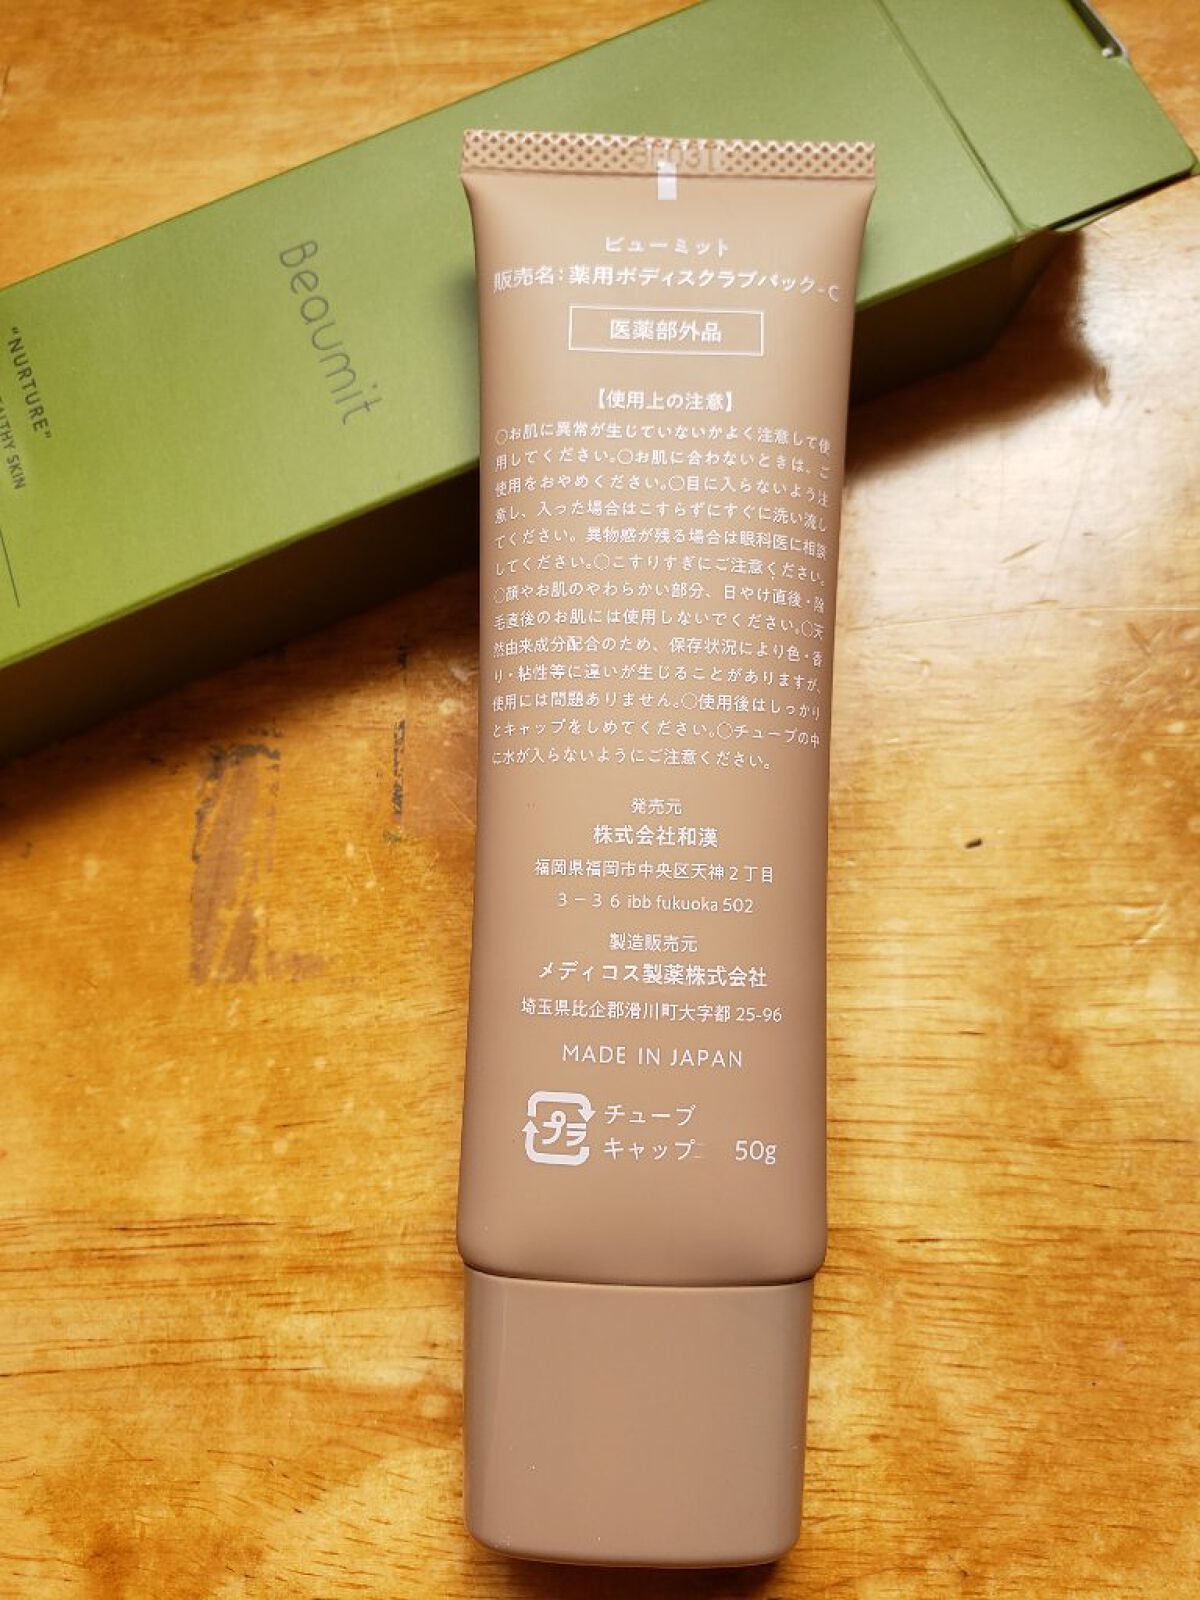 Beaumit
"NURTURE"
SKIN
ビューミット
販売名:薬用ボディスクラブパック-C
医薬部外品
【使用上の注意】
○お肌に異常が生じていないかよく注意して使
用してください。○お肌に合わないときは、ご
使用をおやめください。○目に入らないよう注
意し、入った場合はこすらずにすぐに洗い流し
てください。異物感が残る場合は眼科医に相談
してください。○こすりすぎにご注意ください。
○顔やお肌のやわらかい部分、日やけ直後・除
毛直後のお肌には使用しないでください。○天
然由来成分配合のため、保存状況により色・香
り・粘性等に違いが生じることがありますが、
使用には問題ありません。○使用後はしっかり
とキャップをしめてください。○チューブの中
に水が入らないようにご注意ください。
発売元
株式会社和漢
福岡県福岡市中央区天神2丁目
3-36 ibb fukuoka 502
製造販売元
メディコス製薬株式会社
埼玉県比企郡滑川町大字都 25-96
MADE IN JAPAN
プラ チューブ
キャップ 50g